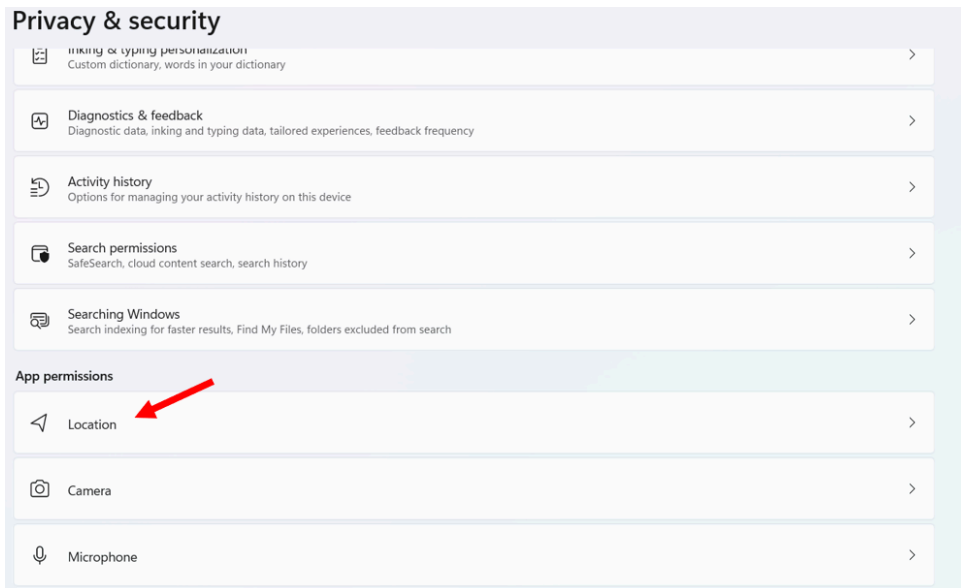 Privacy & security
Inking & typing personalization
Custom dictionary, words in your dictionary
Diagnostics & feedback
Diagnostic data, inking and typing data, tailored experiences, feedback frequency
Activity history
Options for managing your activity history on this device
Search permissions
SafeSearch, cloud content search, search history
Searching Windows
Search indexing for faster results, Find My Files, folders excluded from search
App permissions
Location
Camera
Microphone